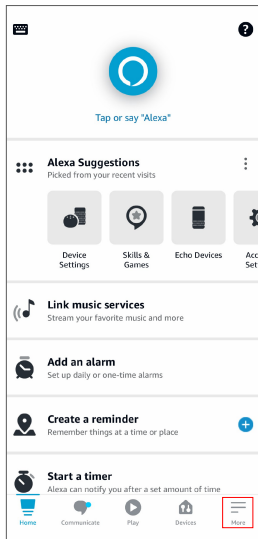 ?
Tap or say "Alexa"
Alexa Suggestions
Picked from your recent visits
Device
Settings
Skills &
Games
Echo Devices
Acc
Set
Link music services
Stream your favorite music and more
Add an alarm
Set up daily or one-time alarms
Create a reminder
Remember things at a time or place
Start a timer
Alexa can notify you after a set amount of time
Home
Communicate
Play
Devices
More